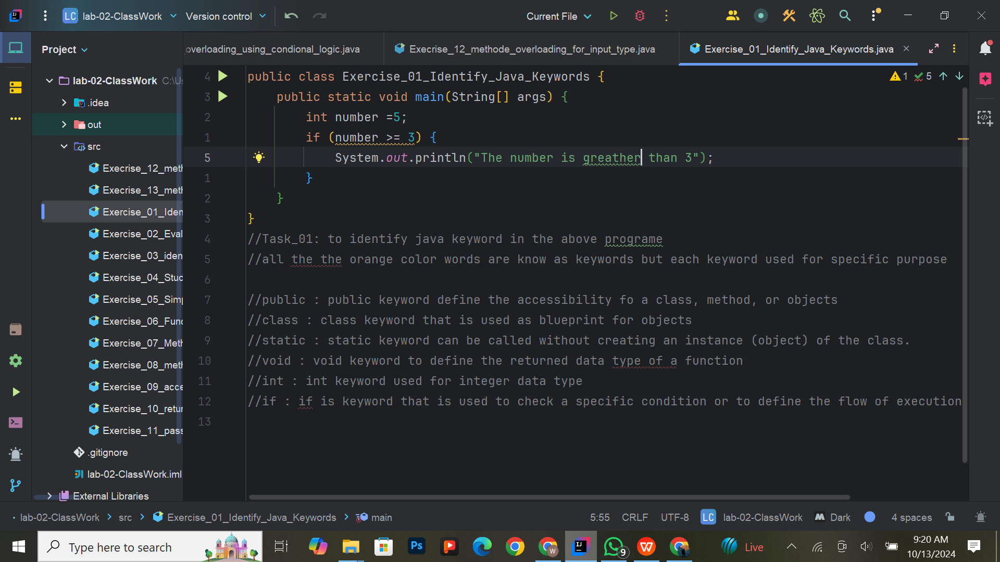 LC lab-02-ClassWork Version control Current File
Project
overloading_using_condional_logic.java Execrise_12_methode_overloading_for_input_type.java Exercise_01_Identify_Java_Keywords.java
lab-02-ClassWork C:\Us
.idea
out
src
Execrise_12_meth
Execrise_13_meth
Exercise_01_Iden
Exercise_02_Eval
Exercise_03_iden
Exercise_04_Stud
Exercise_05_Simp
Exercise_06_Func
Exercise_07_Meth
Exercise_08_meth
Exercise_09_acce
Exercise_10_retur
Exercise_11_pass
.gitignore
lab-02-ClassWork.iml
External Libraries
4 public class Exercise_01_Identify_Java_Keywords { 1 5
3 public static void main(String[] args) {
2 int number =5;
1 if (number >= 3) {
5 System.out.println("The number is greather than 3");
1 }
2 }
3 }
4 //Task_01: to identify java keyword in the above programe
5 //all the the orange color words are know as keywords but each keyword used for specific purpose
6
7 //public : public keyword define the accessibility fo a class, method, or objects
8 //class : class keyword that is used as blueprint for objects
9 //static : static keyword can be called without creating an instance (object) of the class.
10 //void : void keyword to define the returned data type of a function
11 //int : int keyword used for integer data type
12 //if : if is keyword that is used to check a specific condition or to define the flow of execution
13
lab-02-ClassWork > src > Exercise_01_Identify_Java_Keywords > main 5:55 CRLF UTF-8 LC lab-02-ClassWork Dark 4 spaces
Type here to search Ps W 9 Live 9:20 AM
10/13/2024